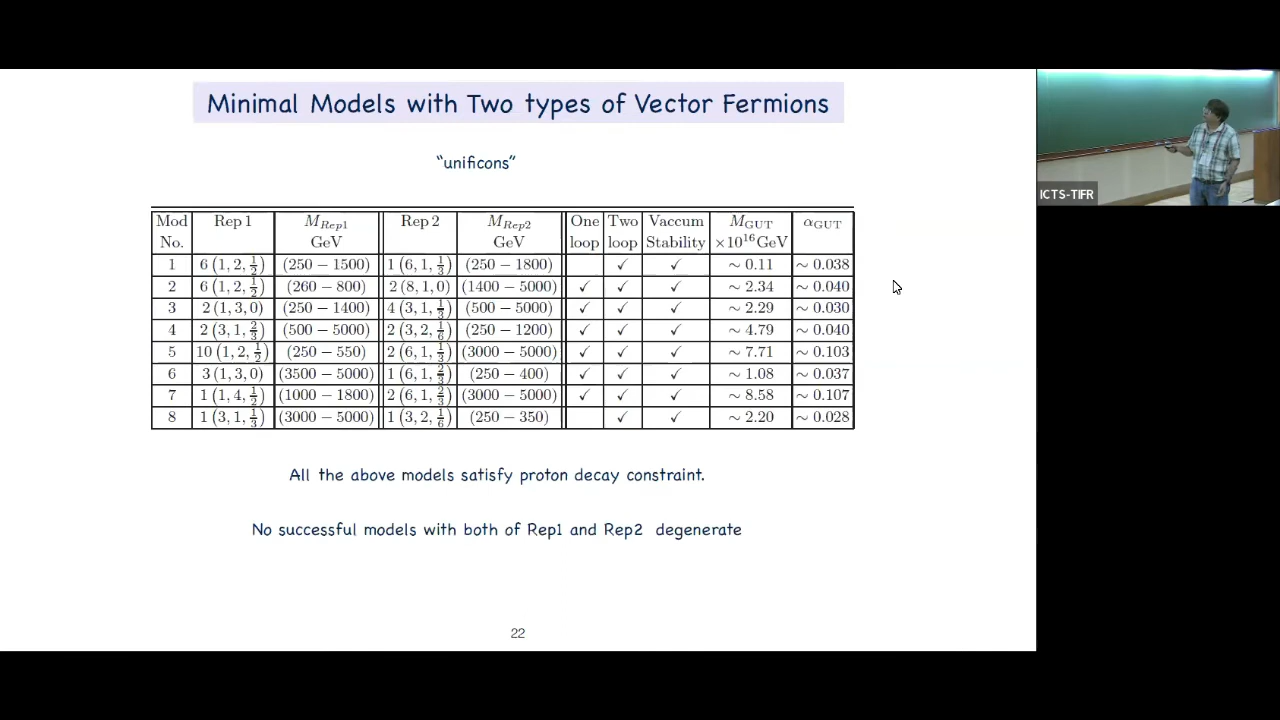 Minimal Models with Two types of Vector Fermions
"unificons"
Mod No. Rep 1 M_{Rep1} GeV Rep 2 M_{Rep2} GeV One loop Two loop Vaccum Stability M_{GUT} ×10^{16}GeV α_{GUT}
1 6 (1, 2, 1/2) (250 − 1500) 1 (6, 1, 1/3) (250 − 1800) ✓ ✓ ∼ 0.11 ∼ 0.038
2 6 (1, 2, 1/2) (260 − 800) 2 (8, 1, 0) (1400 − 5000) ✓ ✓ ✓ ∼ 2.34 ∼ 0.040
3 2 (1, 3, 0) (250 − 1400) 4 (3, 1, 1/3) (500 − 5000) ✓ ✓ ✓ ∼ 2.29 ∼ 0.030
4 2 (3, 1, 2/3) (500 − 5000) 2 (3, 2, 1/6) (250 − 1200) ✓ ✓ ✓ ∼ 4.79 ∼ 0.040
5 10 (1, 2, 1/2) (250 − 550) 2 (6, 1, 1/3) (3000 − 5000) ✓ ✓ ✓ ∼ 7.71 ∼ 0.103
6 3 (1, 3, 0) (3500 − 5000) 1 (6, 1, 2/3) (250 − 400) ✓ ✓ ✓ ∼ 1.08 ∼ 0.037
7 1 (1, 4, 1/2) (1000 − 1800) 2 (6, 1, 2/3) (3000 − 5000) ✓ ✓ ✓ ∼ 8.58 ∼ 0.107
8 1 (3, 1, 1/3) (3000 − 5000) 1 (3, 2, 1/6) (250 − 350) ✓ ✓ ∼ 2.20 ∼ 0.028
All the above models satisfy proton decay constraint.
No successful models with both of Rep1 and Rep2 degenerate
22
ICTS-TIFR